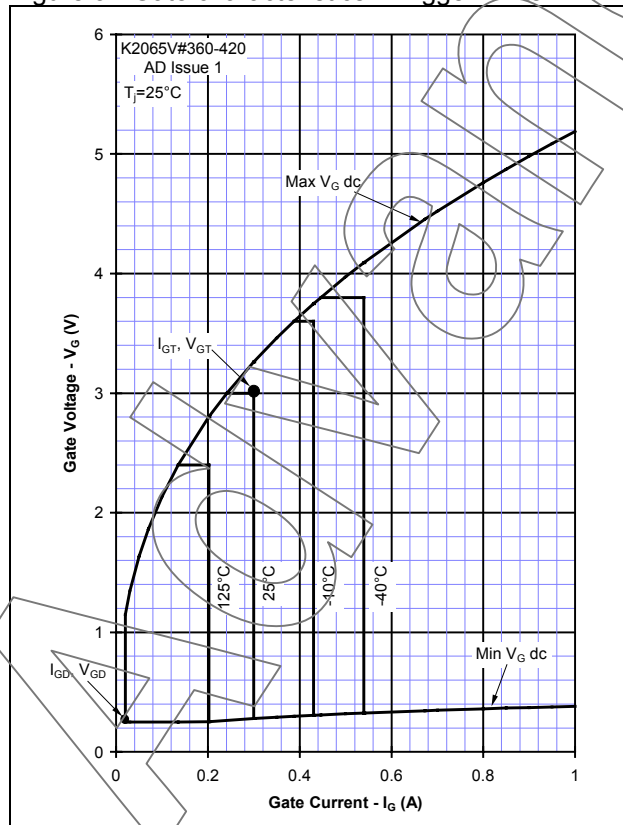 K2065V#360-420
AD Issue 1
Tj=25°C
6
5
4
3
2
1
0
Gate Voltage - VG (V)
Max VG dc
IGT, VGT
125°C
25°C
-10°C
-40°C
IGD, VGD
Min VG dc
0
0.2
0.4
0.6
0.8
1
Gate Current - IG (A)